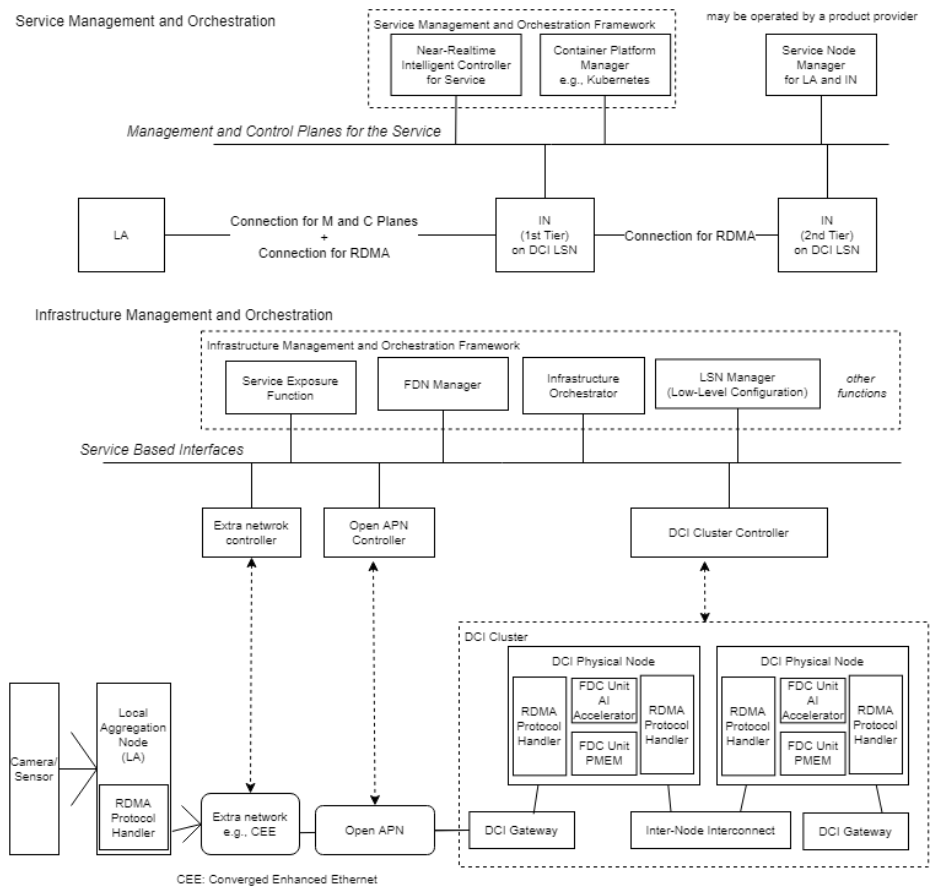 Service Management and Orchestration
Service Management and Orchestration Framework
may be operated by a product provider
Near-Realtime
Intelligent Controller
for Service
Container Platform
Manager
e.g., Kubernetes
Service Node
Manager
for LA and IN
Management and Control Planes for the Service
LA
Connection for M and C Planes
+
Connection for RDMA
IN
(1st Tier)
on DCI LSN
Connection for RDMA
IN
(2nd Tier)
on DCI LSN
Infrastructure Management and Orchestration
Infrastructure Management and Orchestration Framework
Service Exposure
Function
FDN Manager
Infrastructure
Orchestrator
LSN Manager
(Low-Level Configuration)
other
functions
Service Based Interfaces
Extra netwrok
controller
Open APN
Controller
DCI Cluster Controller
DCI Cluster
DCI Physical Node
RDMA
Protocol
Handler
FDC Unit
AI
Accelerator
FDC Unit
PMEM
RDMA
Protocol
Handler
DCI Physical Node
RDMA
Protocol
Handler
FDC Unit
AI
Accelerator
FDC Unit
PMEM
RDMA
Protocol
Handler
Camera/
Sensor
Local
Aggregation
Node
(LA)
RDMA
Protocol
Handler
Extra network
e.g., CEE
Open APN
DCI Gateway
Inter-Node Interconnect
DCI Gateway
CEE: Converged Enhanced Ethernet